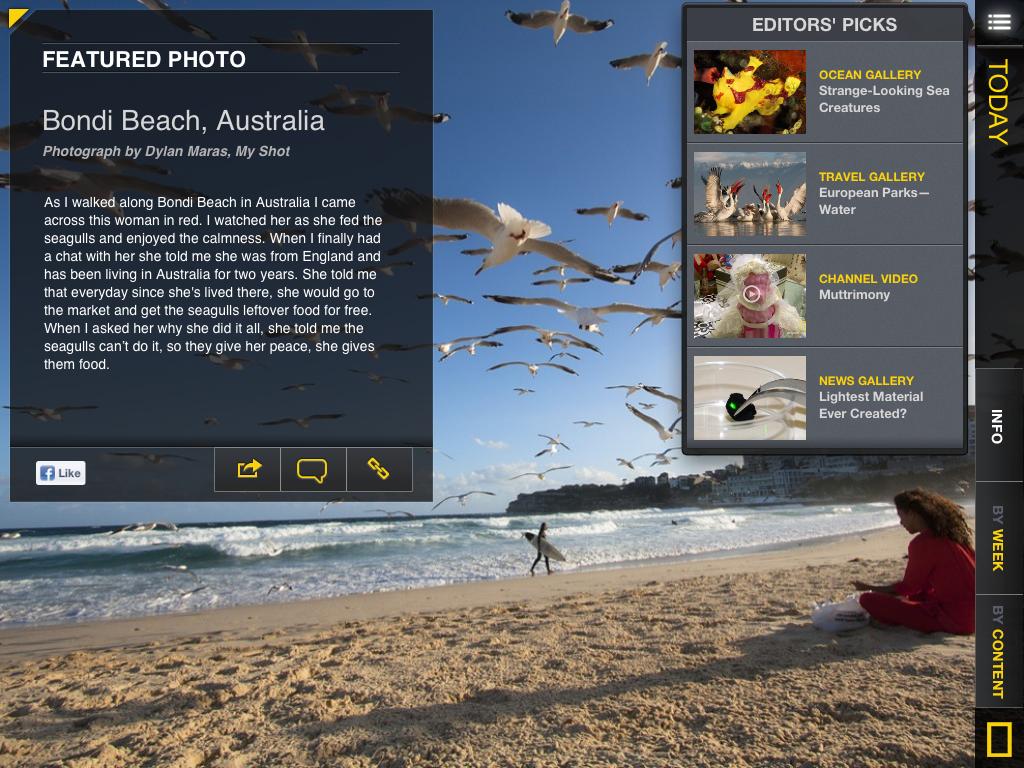 FEATURED PHOTO
Bondi Beach, Australia
Photograph by Dylan Maras, My Shot
As I walked along Bondi Beach in Australia I came
across this woman in red. I watched her as she fed the
seagulls and enjoyed the calmness. When I finally had
a chat with her she told me she was from England and
has been living in Australia for two years. She told me
that everyday since she's lived there, she would go to
the market and get the seagulls leftover food for free.
When I asked her why she did it all, she told me the
seagulls can't do it, so they give her peace, she gives
them food.
Like
EDITORS' PICKS
OCEAN GALLERY
Strange-Looking Sea
Creatures
TRAVEL GALLERY
European Parks—
Water
CHANNEL VIDEO
Muttrimony
NEWS GALLERY
Lightest Material
Ever Created?
TODAY
INFO
BY WEEK
BY CONTENT